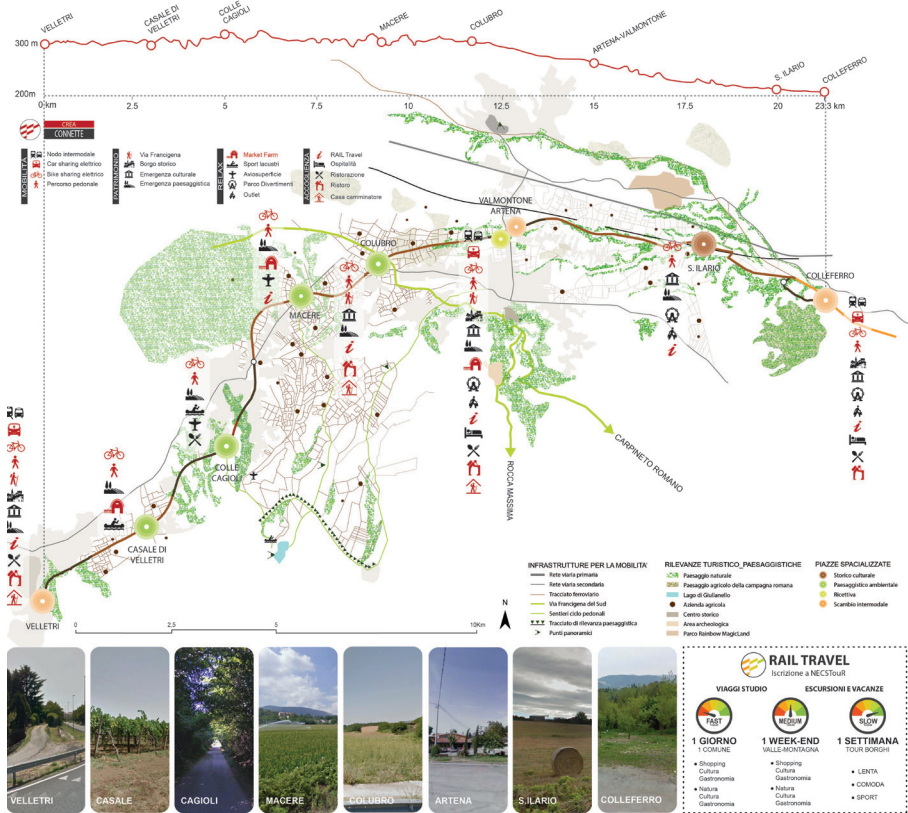 VELLETRI
CASALE DI
VELLETRI
COLLE
CAGIOLI
MACERE
COLUBRO
ARTENA-VALMONTONE
S. ILARIO
COLLEFERRO
300 m
200m
0 km
2.5
5
7.5
10
12.5
15
17.5
20
23,3 km
CREA
CONNETTE
MOBILITA
Nodo intermodale
Car sharing elettrico
Bike sharing elettrico
Percorso pedonale
PATRIMONIO
Via Francigena
Borgo storico
Emergenza culturale
Emergenza paesaggistica
RELAX
Market Farm
Sport lacustri
Aviosuperfice
Parco Divertimenti
Outlet
ACCOGLIENZA
RAIL Travel
Ospitalità
Ristorazione
Ristoro
Casa camminatore
VALMONTONE
ARTENA
COLUBRO
S. ILARIO
COLLEFERRO
MACERE
COLLE
CAGIOLI
CASALE DI
VELLETRI
VELLETRI
ROCCA MASSIMA
CARPINETO ROMANO
0
2,5
5
10Km
N
INFRASTRUTTURE PER LA MOBILITA'
Rete viaria primaria
Rete viaria secondaria
Tracciato ferroviario
Via Francigena del Sud
Sentieri ciclo pedonali
Tracciato di rilevanza paesaggistica
Punti panoramici
RILEVANZE TURISTICO_PAESAGGISTICHE
Paesaggio naturale
Paesaggio agricolo della campagna romana
Lago di Giulianello
Azienda agricola
Centro storico
Area archeologica
Parco Rainbow MagicLand
PIAZZE SPACIALIZZATE
Storico culturale
Paesaggistico ambientale
Ricettiva
Scambio intermodale
VELLETRI
CASALE
CAGIOLI
MACERE
COLUBRO
ARTENA
S.ILARIO
COLLEFERRO
RAIL TRAVEL
Iscrizione a NECSTouR
VIAGGI STUDIO
ESCURSIONI E VACANZE
FAST
MEDIUM
SLOW
1 GIORNO
1 COMUNE
• Shopping
Cultura
Gastronomia
• Natura
Cultura
Gastronomia
1 WEEK-END
VALLE-MONTAGNA
• Shopping
Cultura
Gastronomia
• Natura
Cultura
Gastronomia
1 SETTIMANA
TOUR BORGHI
• LENTA
• COMODA
• SPORT